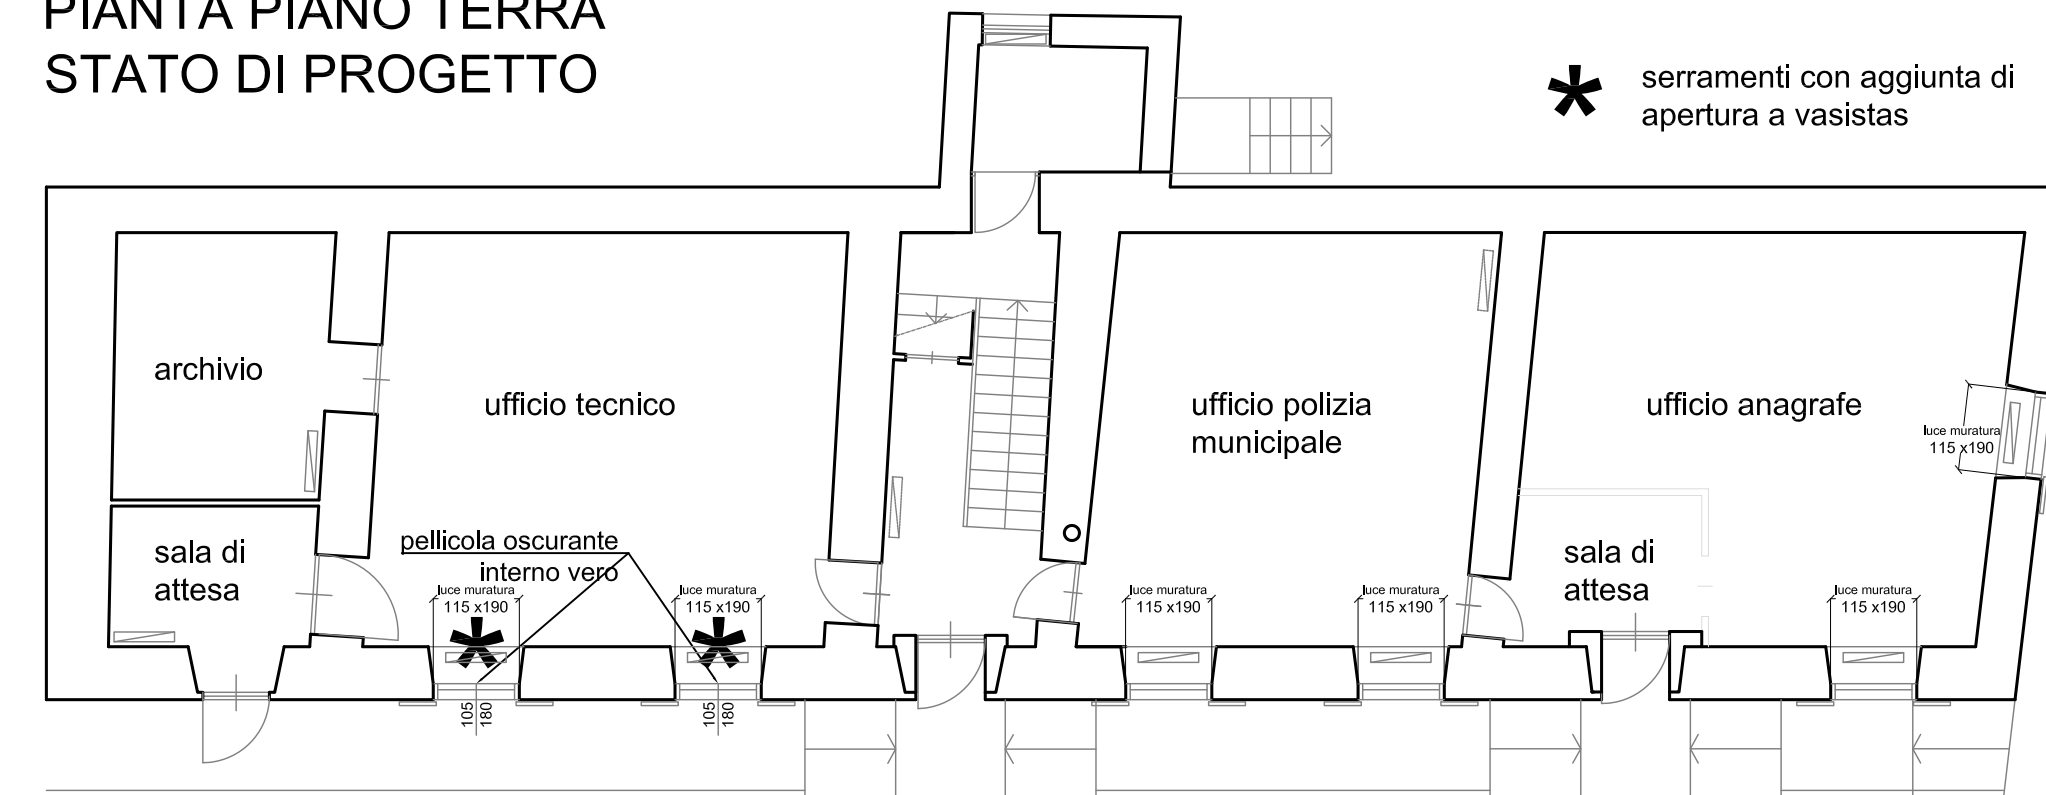 PIANTA PIANO TERRA
STATO DI PROGETTO
serramenti con aggiunta di
apertura a vasistas
archivio
ufficio tecnico
ufficio polizia
municipale
ufficio anagrafe
luce muratura
115 x190
sala di
attesa
pellicola oscurante
interno vero
sala di
attesa
luce muratura
115 x190
luce muratura
115 x190
luce muratura
115 x190
luce muratura
115 x190
luce muratura
115 x190
105
180
105
180